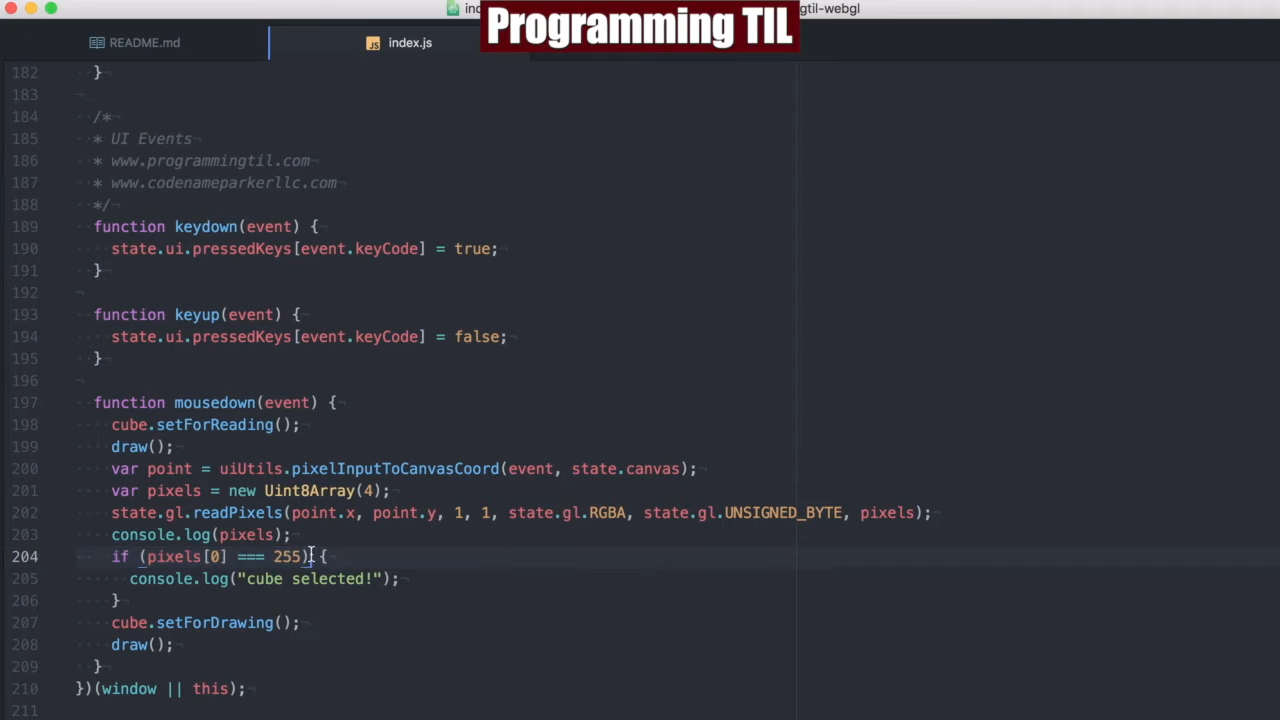 inc
gtil-webgl
Programming TIL
README.md
JS index.js
182 }
183
184 /*
185 * UI Events
186 * www.programmingtil.com
187 * www.codenameparkerllc.com
188 */
189 function keydown(event) {
190 state.ui.pressedKeys[event.keyCode] = true;
191 }
192
193 function keyup(event) {
194 state.ui.pressedKeys[event.keyCode] = false;
195 }
196
197 function mousedown(event) {
198 cube.setForReading();
199 draw();
200 var point = uiUtils.pixelInputToCanvasCoord(event, state.canvas);
201 var pixels = new Uint8Array(4);
202 state.gl.readPixels(point.x, point.y, 1, 1, state.gl.RGBA, state.gl.UNSIGNED_BYTE, pixels);
203 console.log(pixels);
204 if (pixels[0] === 255) {
205 console.log("cube selected!");
206 }
207 cube.setForDrawing();
208 draw();
209 }
210 })(window || this);
211